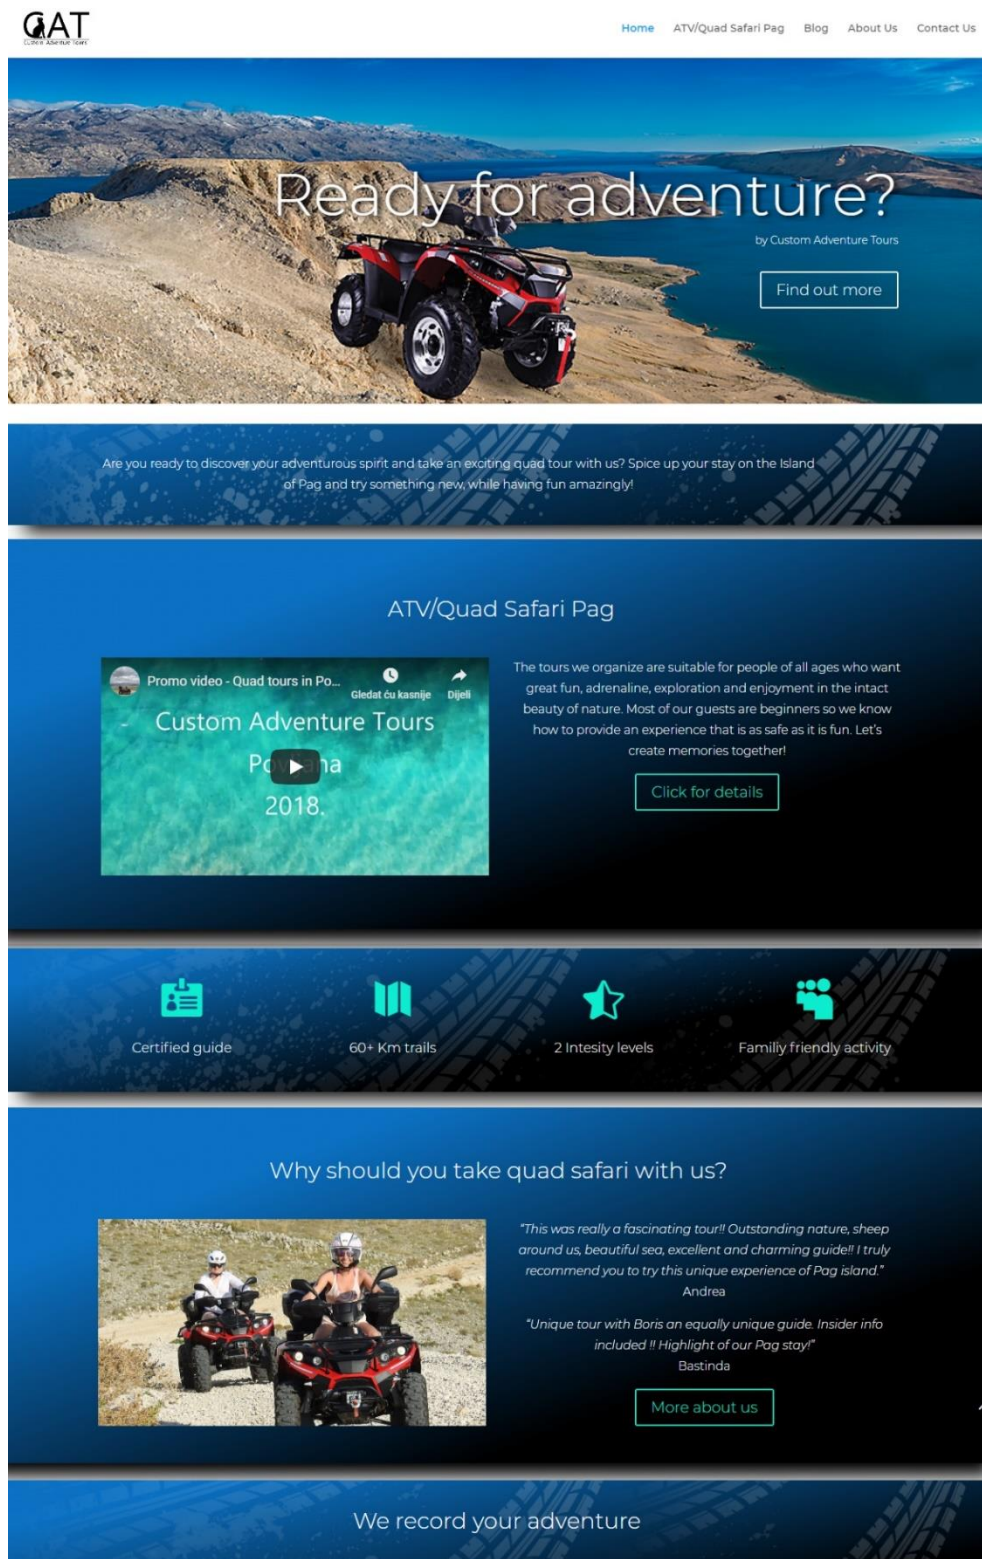 CAT
Custom Adventue Tours
Home ATV/Quad Safari Pag Blog About Us Contact Us
Ready for adventure?
by Custom Adventure Tours
Find out more
Are you ready to discover your adventurous spirit and take an exciting quad tour with us? Spice up your stay on the Island
of Pag and try something new, while having fun amazingly!
ATV/Quad Safari Pag
Promo video - Quad tours in Po...
Gledat ću kasnije
Dijeli
- Custom Adventure Tours
2018.
The tours we organize are suitable for people of all ages who want
great fun, adrenaline, exploration and enjoyment in the intact
beauty of nature. Most of our guests are beginners so we know
how to provide an experience that is as safe as it is fun. Let's
create memories together!
Click for details
Certified guide
60+ Km trails
2 Intesity levels
Familiy friendly activity
Why should you take quad safari with us?
"This was really a fascinating tour!! Outstanding nature, sheep
around us, beautiful sea, excellent and charming guide!! I truly
recommend you to try this unique experience of Pag island."
Andrea
"Unique tour with Boris an equally unique guide. Insider info
included !! Highlight of our Pag stay!"
Bastinda
More about us
We record your adventure